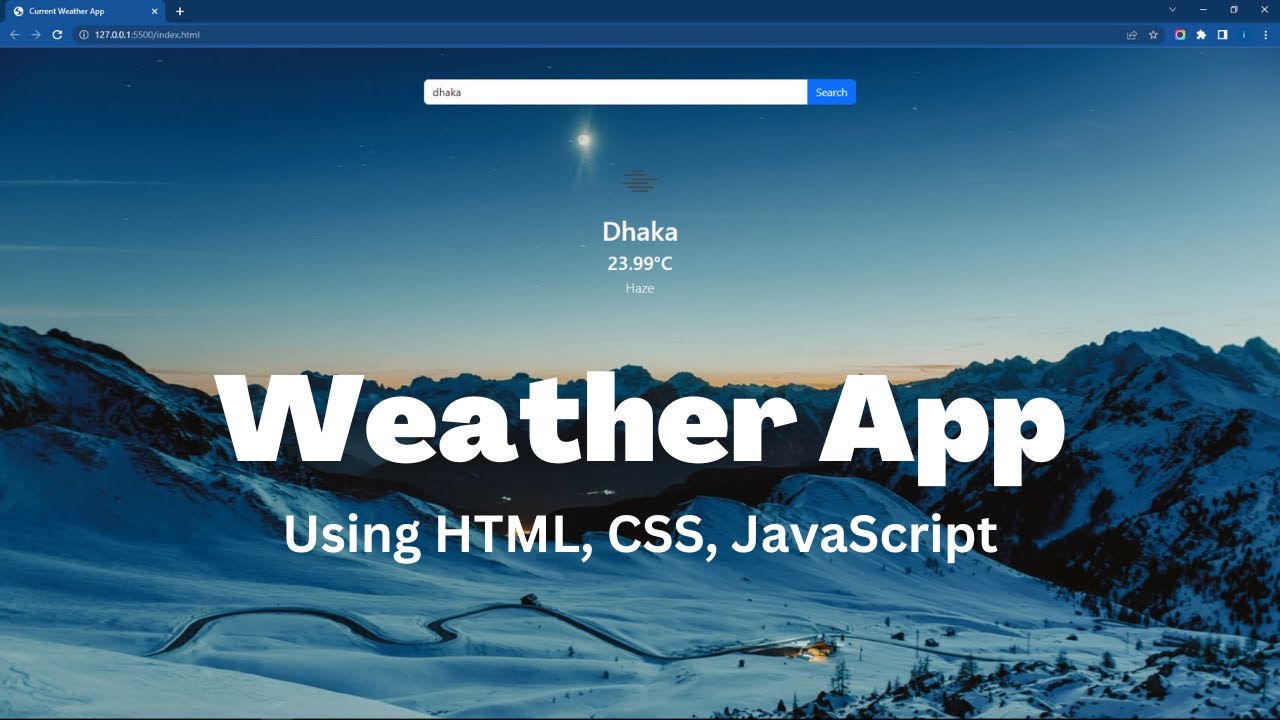 Current Weather App
127.0.0.1:5500/index.html
dhaka
Search
Dhaka
23.99°C
Haze
Weather App
Using HTML, CSS, JavaScript